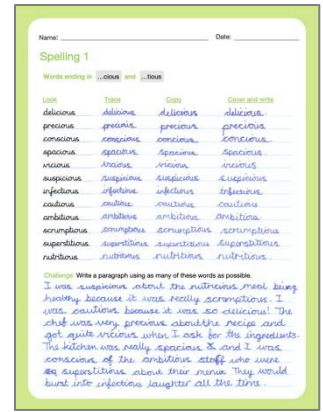 Name: Date:
Spelling 1
Words ending in ...cious and ...tious
Look Trace Copy Cover and write
delicious delicious delicious delicious
precious precious precious precious
conscious conscious concious concious
spacious spacious spacious spacious
vicious vicious vicious vicious
suspicious suspicious suspicious suspicious
infectious infectious infectious infectious
cautious cautious cautious cautious
ambitious ambitious ambitious ambitious
scrumptious scrumptious scrumptious scrumptious
superstitious superstitious superstitious superstitious
nutritious nutritious nutritious nutritious
Challenge: Write a paragraph using as many of these words as possible.
I was suspicious about the nutricious meal being
healthy because it was really scrumptious. I
was cautious because it was so delicious! The
chef was very precious about the recipe and
got quite vicious when I ask for the ingredients.
The kitchen was really spacious & and I was
conscious of the ambitious staff who were
superstitious about their menu. They would
burst into infectious laughter all the time.